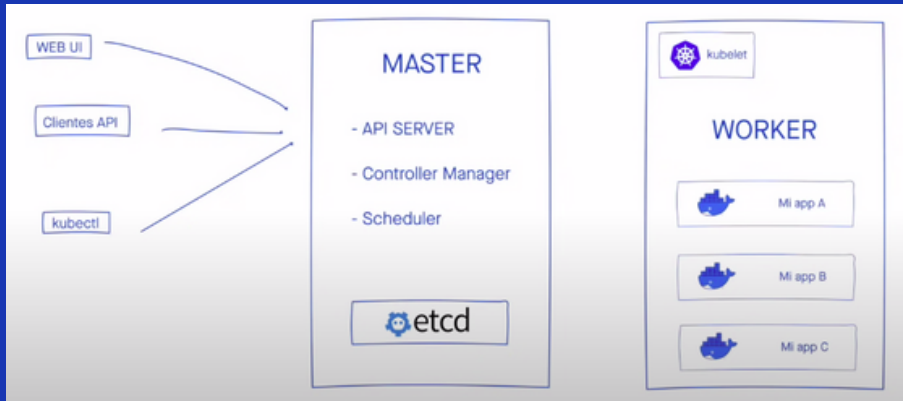 WEB UI
Clientes API
kubectl
MASTER
- API SERVER
- Controller Manager
- Scheduler
etcd
kubelet
WORKER
Mi app A
Mi app B
Mi app C